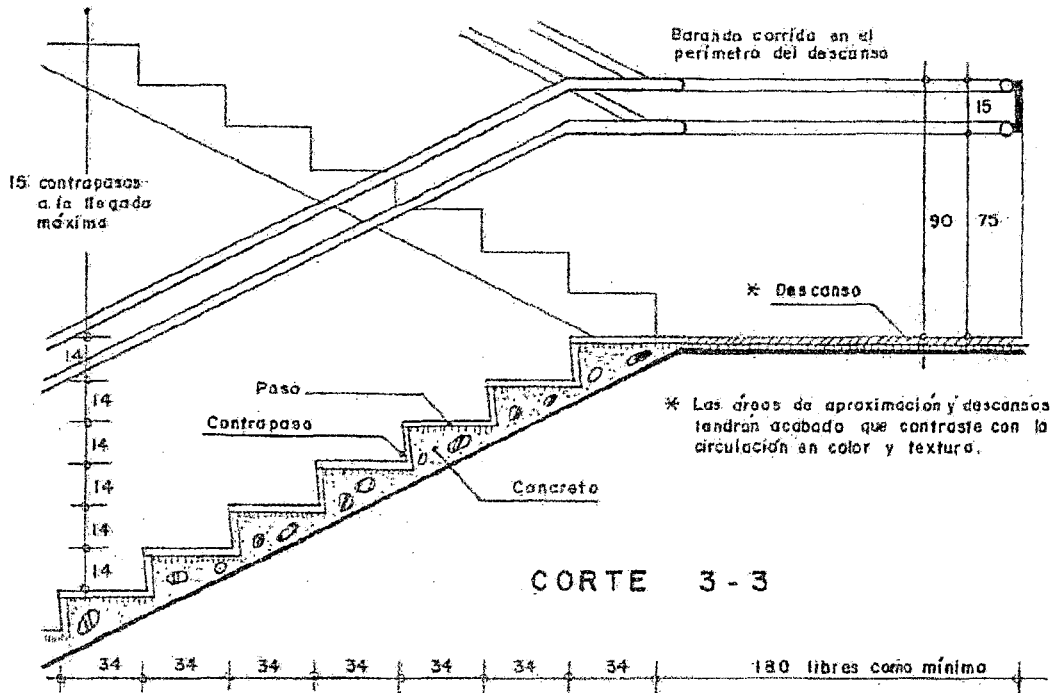 Baranda corrida en el
perímetro del descanso
15
15 contrapasos
a la llegada
máxima
90
75
* Descanso
14
14
14
14
14
14
Paso
Contrapaso
Concreto
* Las áreas de aproximación y descansos
tendrán acabado que contraste con la
circulación en color y textura.
CORTE 3-3
34
34
34
34
34
34
34
180 libres como mínimo